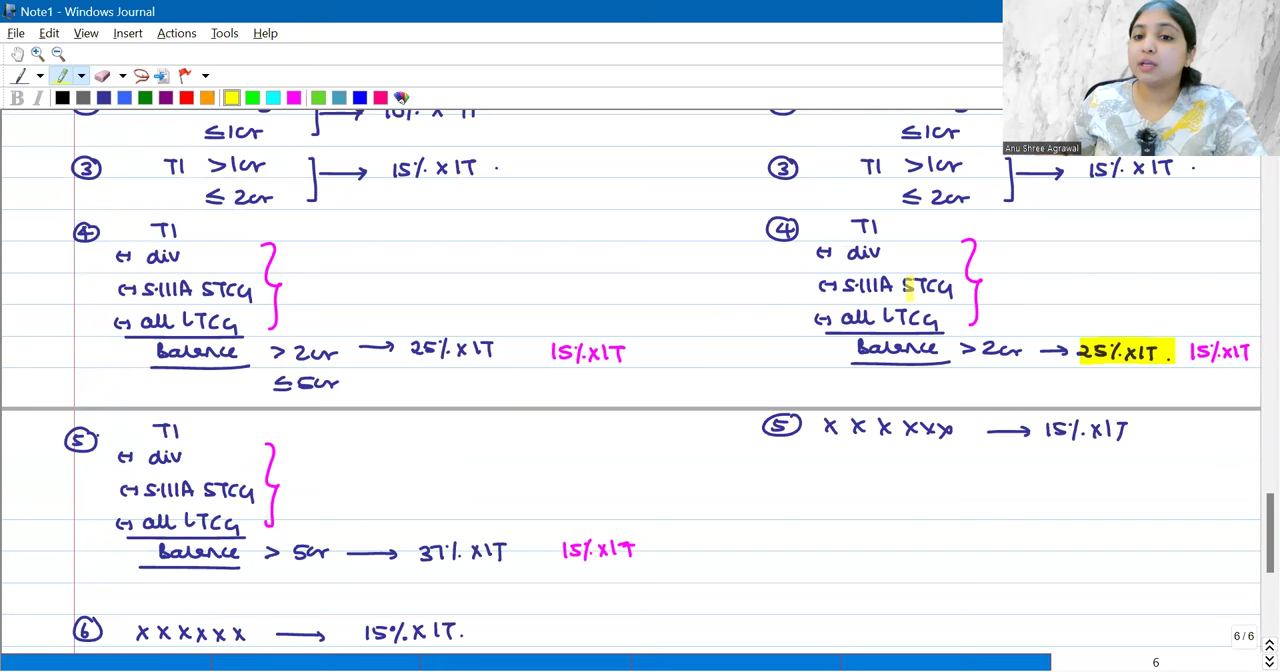 Note1 - Windows Journal
File Edit View Insert Actions Tools Help
B I
Anu Shree Agrawal
≤1cr
③ TI >1cr → 15% x IT .
≤ 2cr
④ TI
(-) div
(-) S.111A STCG
(-) all LTCG
Balance > 2cr → 25% x IT 15% x IT
≤ 5cr
⑤ TI
(-) div
(-) S.111A STCG
(-) all LTCG
Balance > 5cr → 37% x IT 15% x IT
⑥ x x x x x x → 15% x IT.
≤1cr
③ TI >1cr → 15% x IT .
≤ 2cr
④ TI
(-) div
(-) S.111A STCG
(-) all LTCG
Balance > 2cr → 25% x IT . 15% x IT
⑤ x x x x x x → 15% x IT
6/6
6